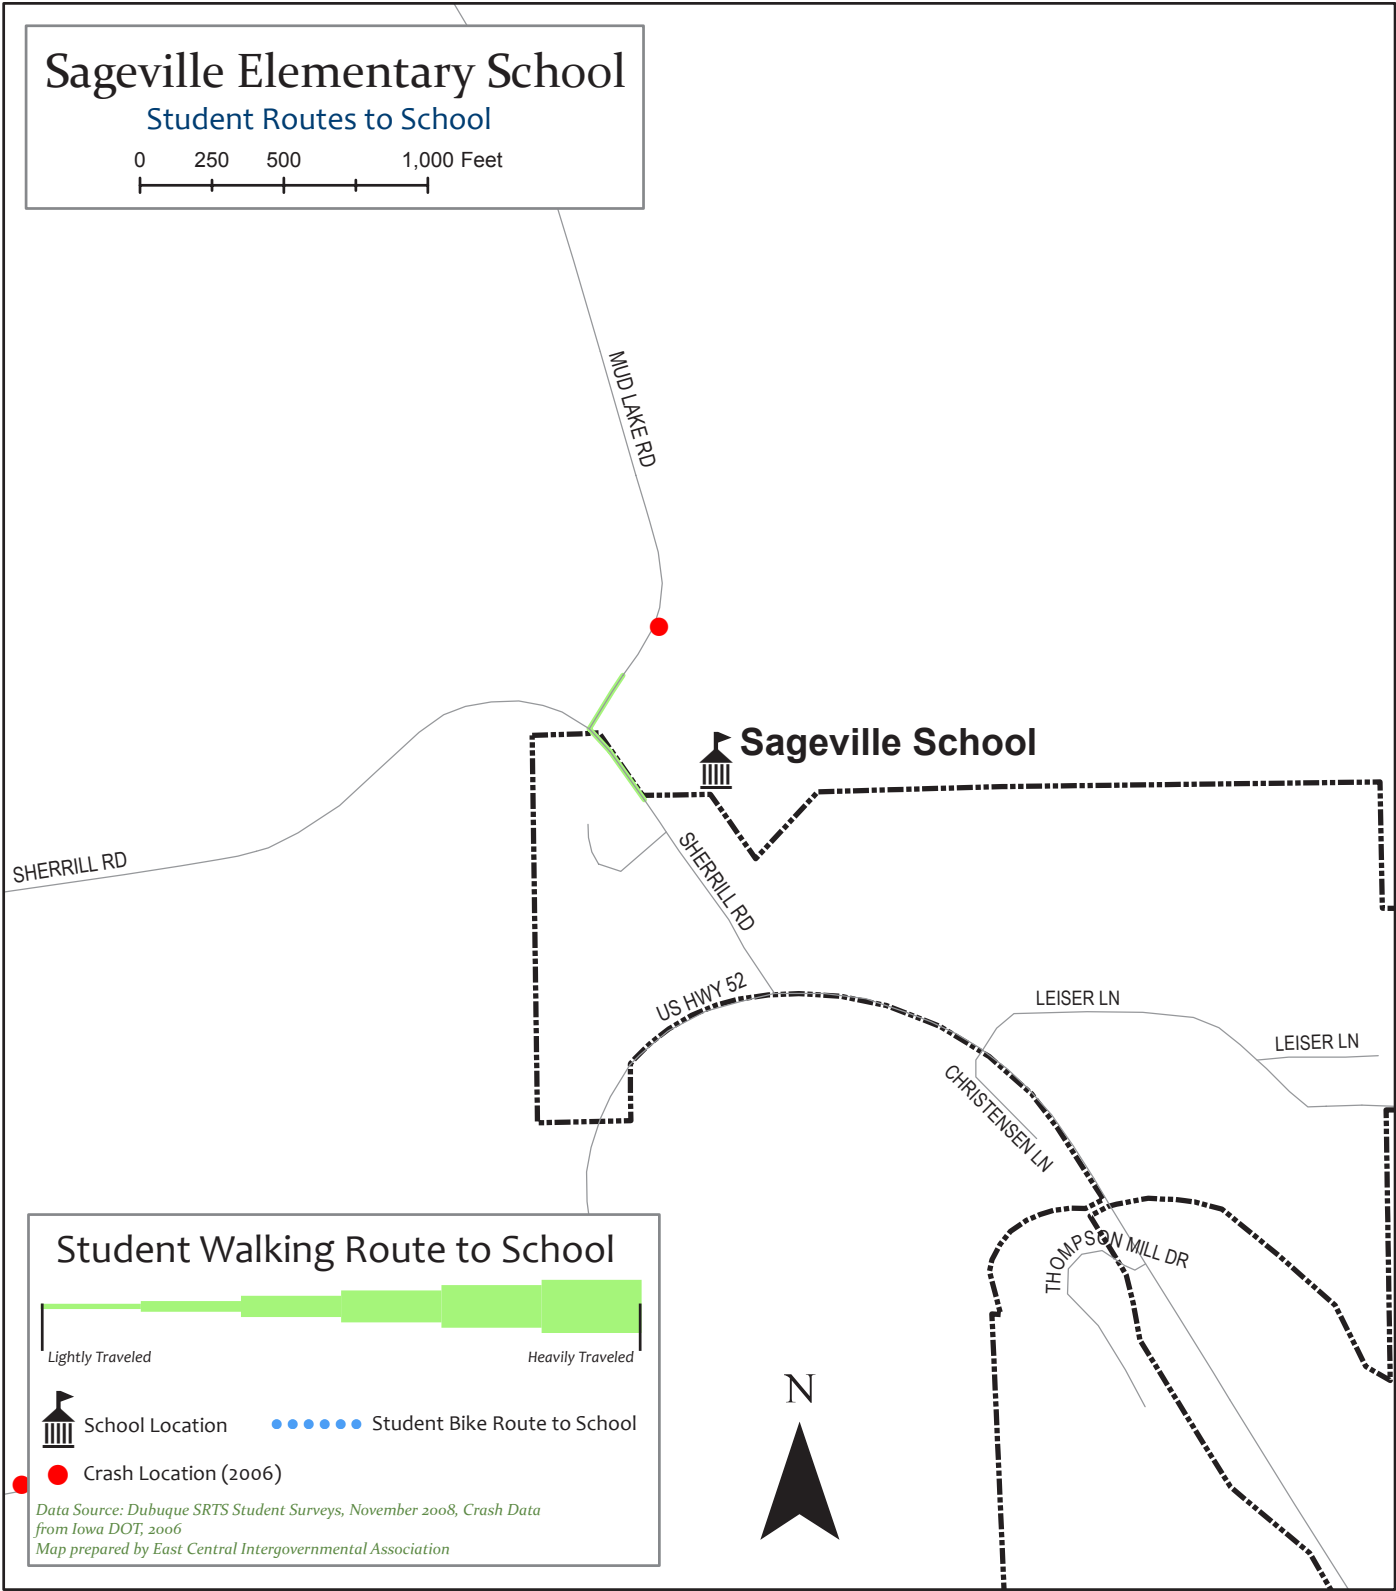 Sageville Elementary School
Student Routes to School
0 250 500 1,000 Feet
MUD LAKE RD
Sageville School
SHERRILL RD
SHERRILL RD
US HWY 52
LEISER LN
LEISER LN
CHRISTENSEN LN
THOMPSON MILL DR
Student Walking Route to School
Lightly Traveled Heavily Traveled
School Location Student Bike Route to School
Crash Location (2006)
Data Source: Dubuque SRTS Student Surveys, November 2008, Crash Data
from Iowa DOT, 2006
Map prepared by East Central Intergovernmental Association
N